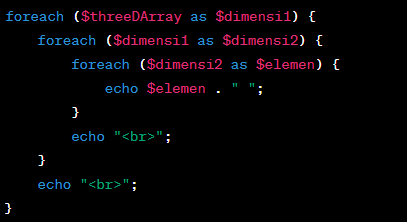 foreach ($threeDArray as $dimensi1) {
    foreach ($dimensi1 as $dimensi2) {
        foreach ($dimensi2 as $elemen) {
            echo $elemen . " ";
        }
        echo "<br>";
    }
    echo "<br>";
}